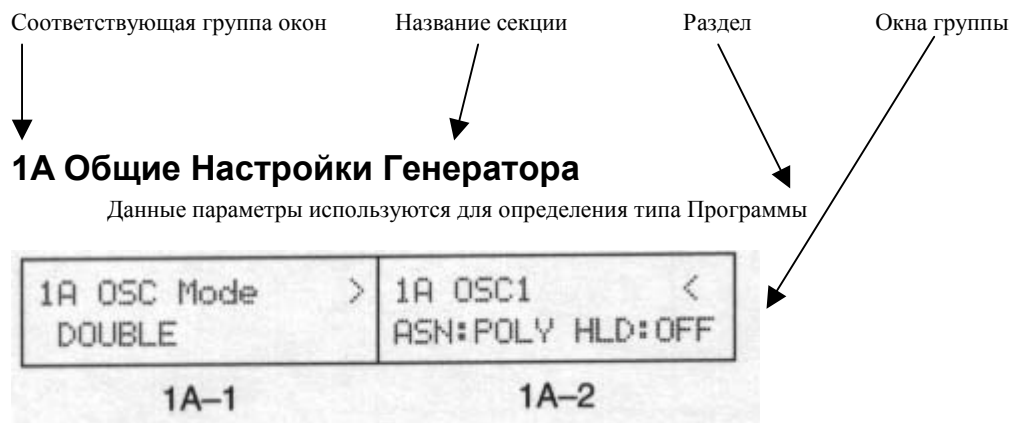 Соответствующая группа окон Название секции Раздел Окна группы
1A Общие Настройки Генератора
Данные параметры используются для определения типа Программы
1A OSC Mode > 1A OSC1 <
DOUBLE ASN:POLY HLD:OFF
1A–1 1A–2